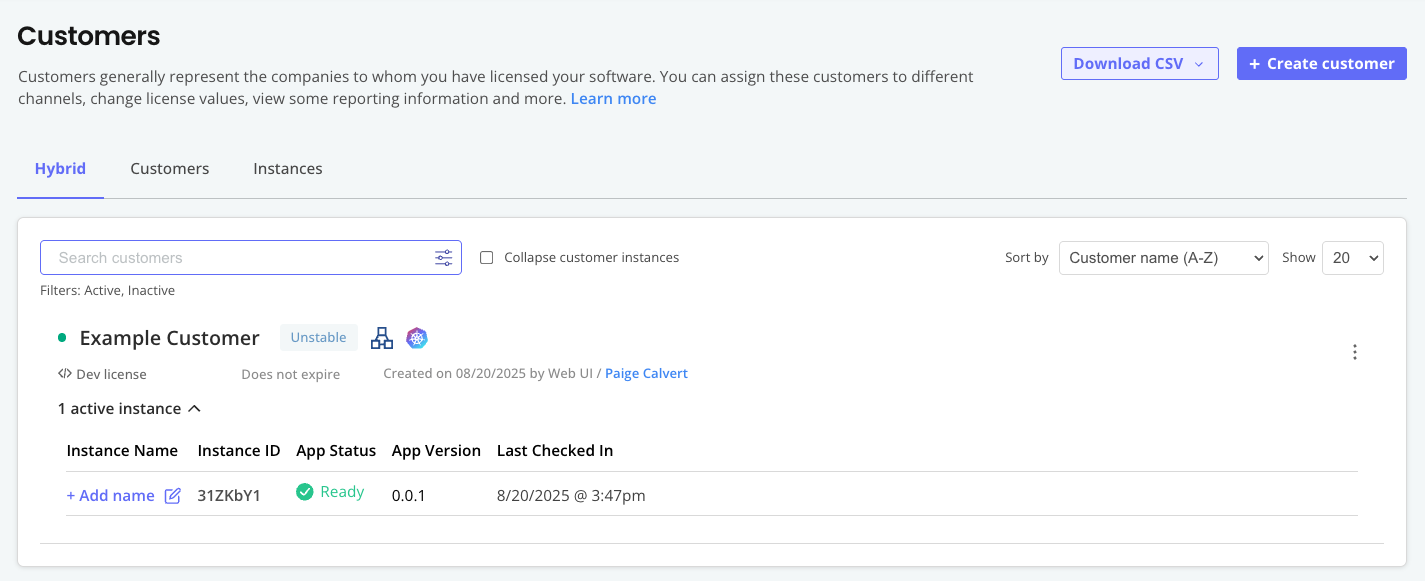 Customers
Customers generally represent the companies to whom you have licensed your software. You can assign these customers to different
channels, change license values, view some reporting information and more. Learn more
Download CSV
+ Create customer
Hybrid Customers Instances
Search customers
Collapse customer instances
Sort by Customer name (A-Z) Show 20
Filters: Active, Inactive
Example Customer Unstable
Dev license Does not expire Created on 08/20/2025 by Web UI / Paige Calvert
1 active instance
Instance Name Instance ID App Status App Version Last Checked In
+ Add name 31ZKbY1 Ready 0.0.1 8/20/2025 @ 3:47pm